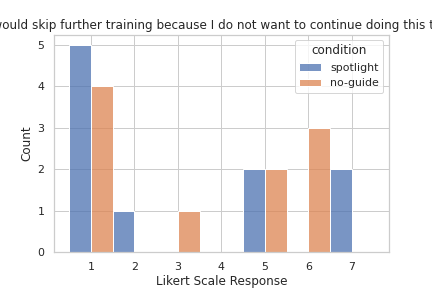 would skip further training because I do not want to continue doing this t
condition
spotlight
no-guide
Count
5
4
3
2
1
0
1 2 3 4 5 6 7
Likert Scale Response